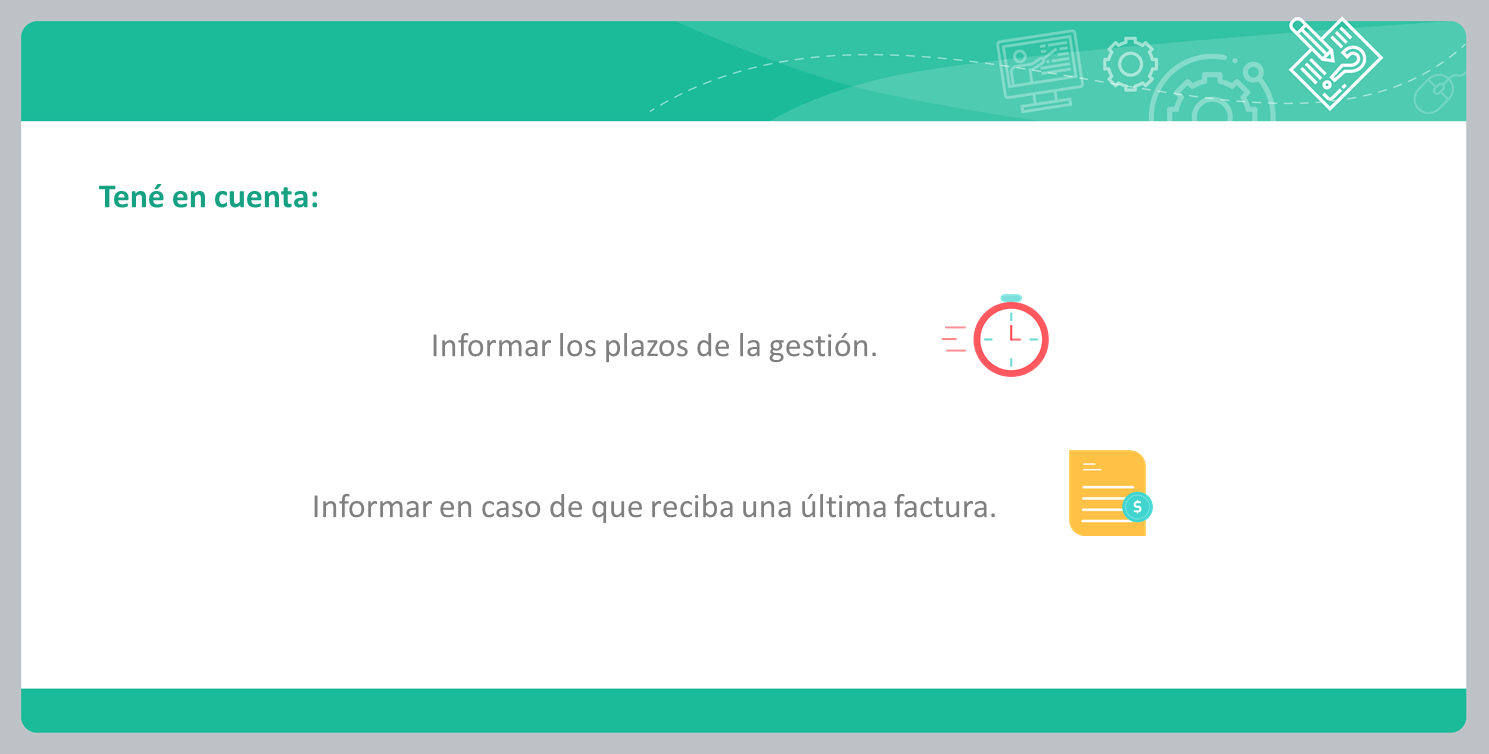 Tené en cuenta:
Informar los plazos de la gestión.
Informar en caso de que reciba una última factura.
$